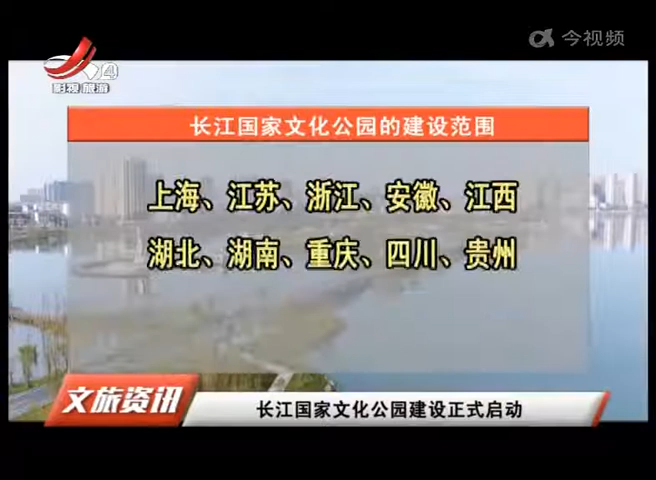 今视频
4
影视旅游
长江国家文化公园的建设范围
上海、江苏、浙江、安徽、江西
湖北、湖南、重庆、四川、贵州
文旅资讯
长江国家文化公园建设正式启动